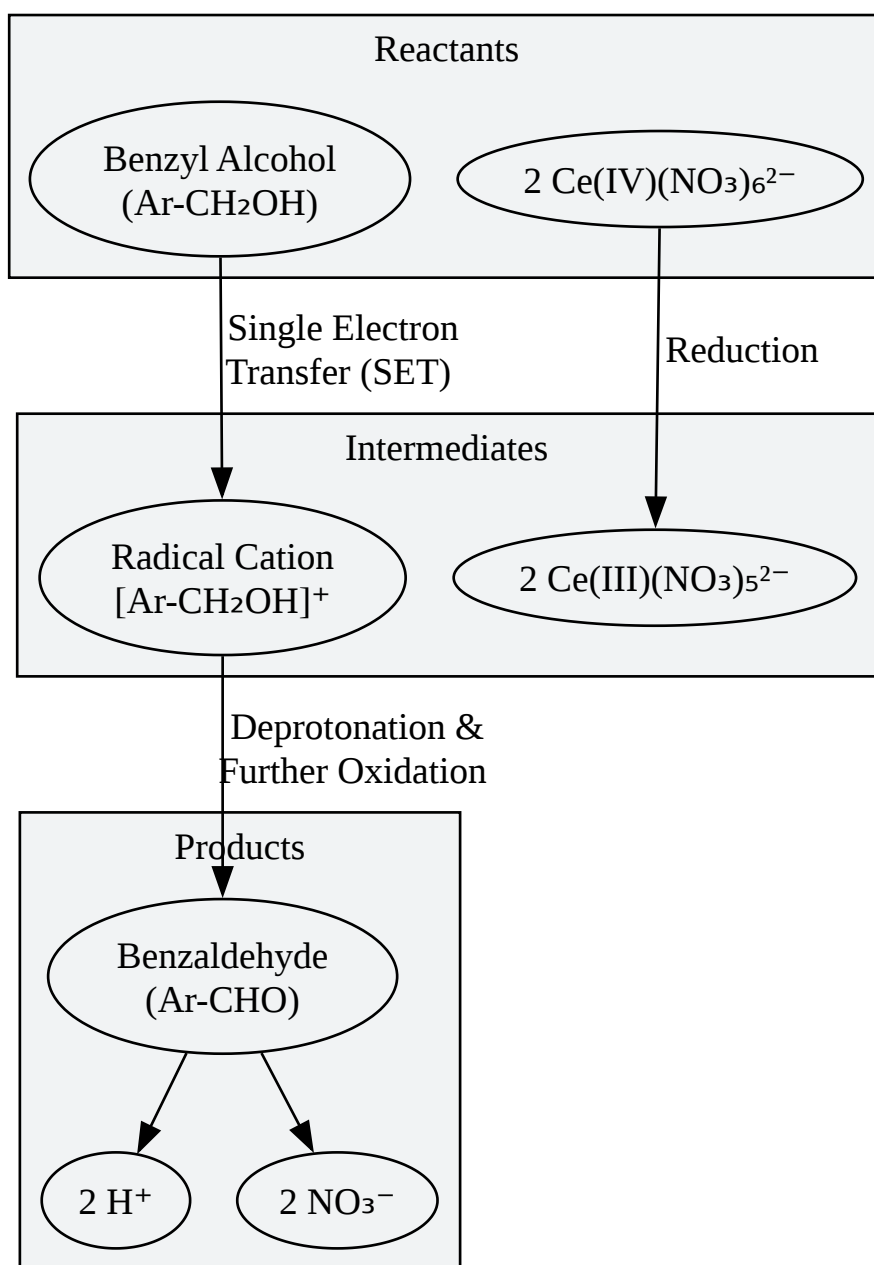 Reactants
Benzyl Alcohol
(Ar-CH₂OH)
2 Ce(IV)(NO₃)₆²⁻
Single Electron
Transfer (SET)
Reduction
Intermediates
Radical Cation
[Ar-CH₂OH]⁺
2 Ce(III)(NO₃)₅²⁻
Deprotonation &
Further Oxidation
Products
Benzaldehyde
(Ar-CHO)
2 H⁺
2 NO₃⁻